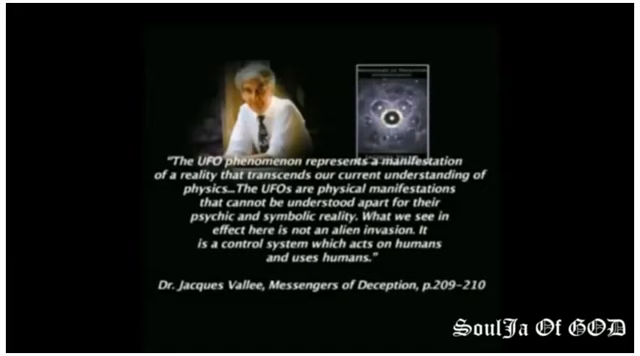 "The UFO phenomenon represents a manifestation
of a reality that transcends our current understanding of
physics...The UFOs are physical manifestations
that cannot be understood apart for their
psychic and symbolic reality. What we see in
effect here is not an alien invasion. It
is a control system which acts on humans
and uses humans."
Dr. Jacques Vallee, Messengers of Deception, p.209-210
SoulJa Of GOD